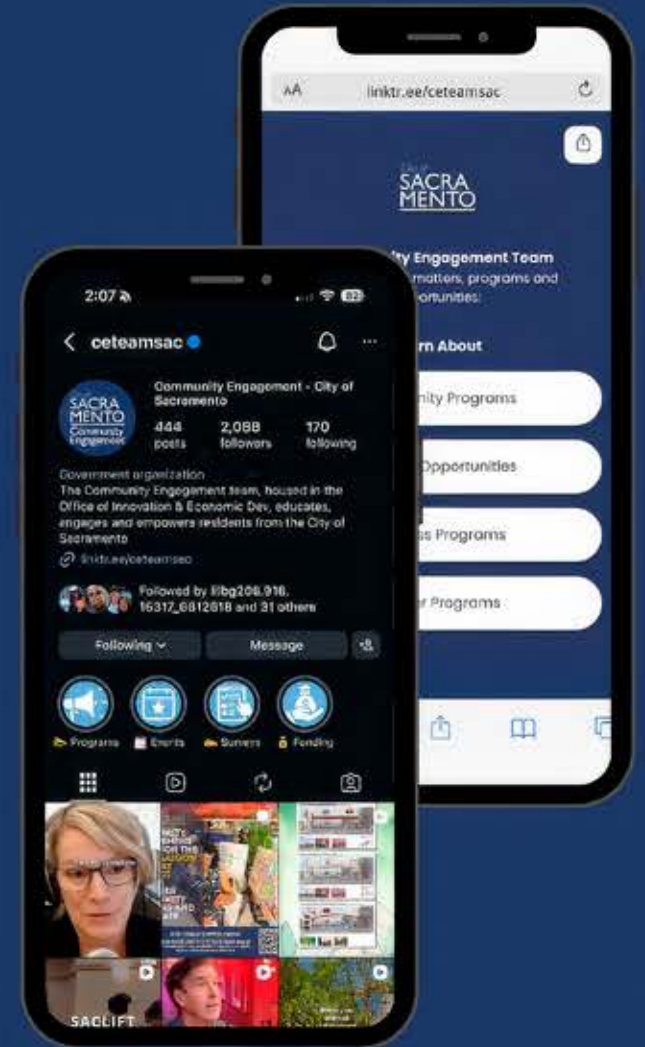 AA linktr.ee/ceteamsac
City of
SACRA
MENTO
ty Engagement Team
matters, programs and
ortunities:
rn About
nity Programs
Opportunities
ss Programs
r Programs
2:07
ceteamsac
SACRA
MENTO
Community
Engagement
Community Engagement - City of
Sacramento
444 2,088 170
posts followers following
Government organization
The Community Engagement team, housed in the
Office of Innovation & Economic Dev, educates,
engages and empowers residents from the City of
Sacramento
linktr.ee/ceteamsac
Followed by
and 31 others
Following Message
Programs Events Surveys Funding
SACLIFT